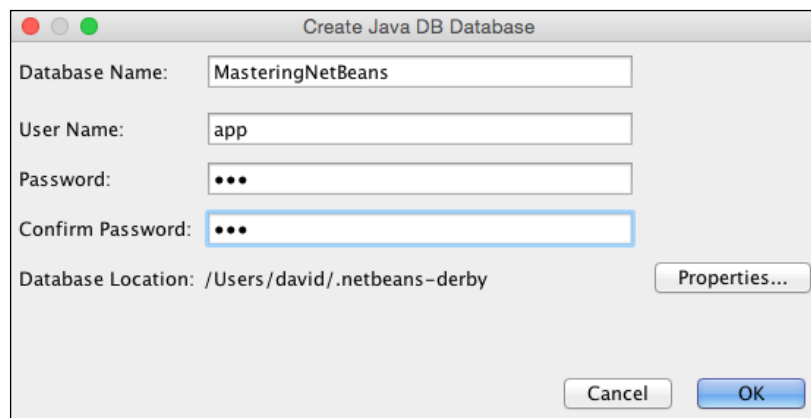 Create Java DB Database
Database Name: MasteringNetBeans
User Name: app
Password: •••
Confirm Password: •••
Database Location: /Users/david/.netbeans-derby Properties...
Cancel OK